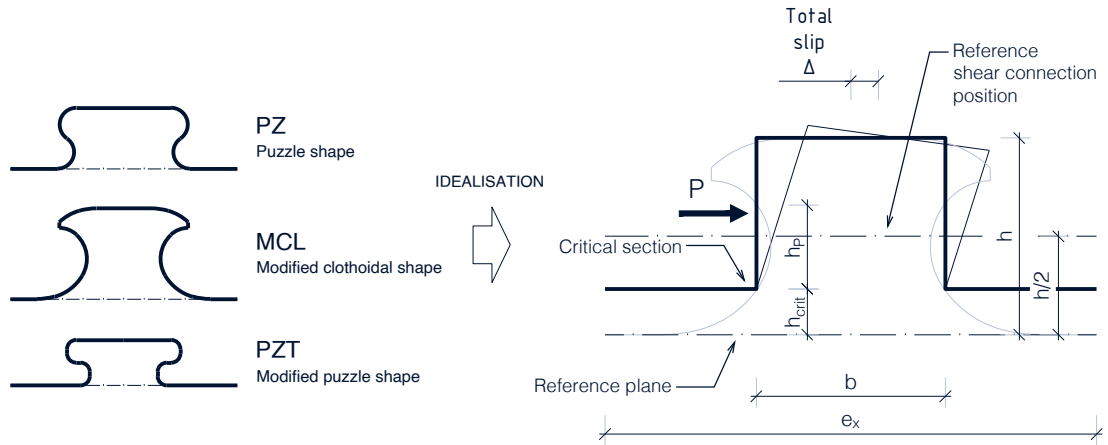 PZ
Puzzle shape
MCL
Modified clothoidal shape
PZT
Modified puzzle shape
IDEALISATION
Total
slip
Δ
Reference
shear connection
position
P
Critical section
hP
hcrit
h
h/2
Reference plane
b
ex